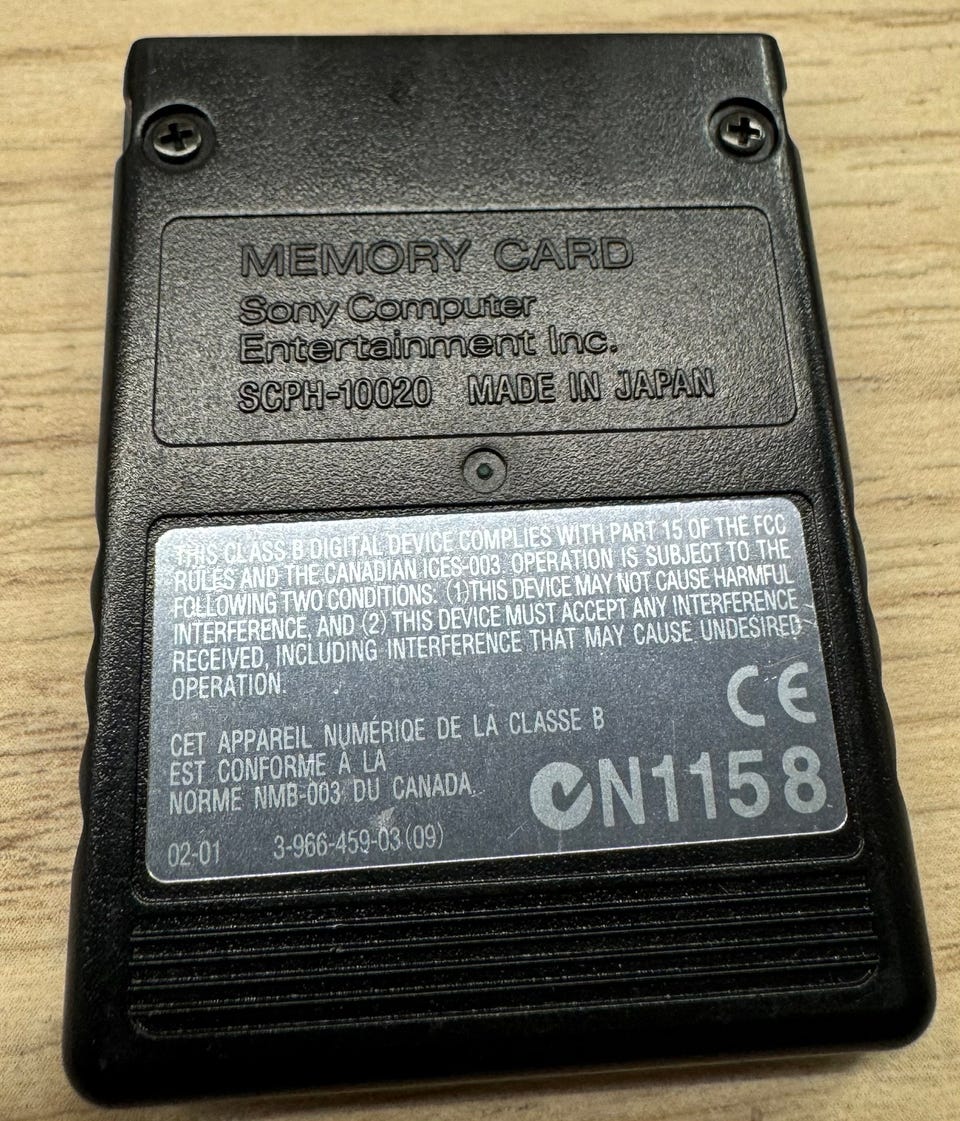 MEMORY CARD
Sony Computer
Entertainment Inc.
SCPH-10020 MADE IN JAPAN
THIS CLASS B DIGITAL DEVICE COMPLIES WITH PART 15 OF THE FCC
RULES AND THE CANADIAN ICES-003. OPERATION IS SUBJECT TO THE
FOLLOWING TWO CONDITIONS. (1)THIS DEVICE MAY NOT CAUSE HARMFUL
INTERFERENCE, AND (2) THIS DEVICE MUST ACCEPT ANY INTERFERENCE
RECEIVED, INCLUDING INTERFERENCE THAT MAY CAUSE UNDESIRED
OPERATION.
CE
CET APPAREIL NUMÉRIQE DE LA CLASSE B
EST CONFORME À LA
NORME NMB-003 DU CANADA.
N1158
02-01 3-966-459-03(09)